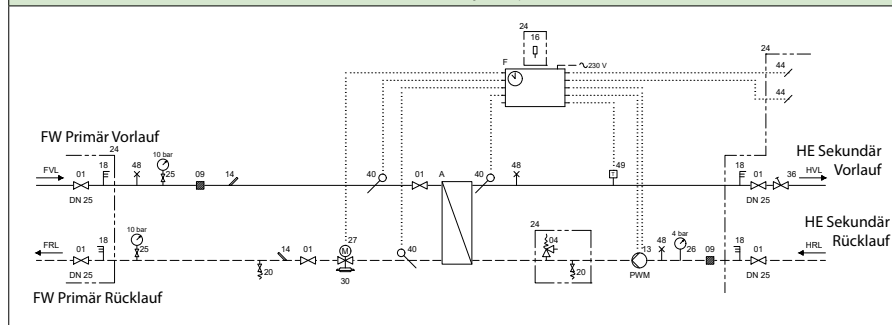 24
16
F
230 V
24
44
44
FW Primär Vorlauf
24
10 bar
HE Sekundär
Vorlauf
FVL
01
18
48
25
09
14
40
01
A
40
48
49
T
18
01
36
HVL
DN 25
DN 25
HE Sekundär
Rücklauf
FRL
01
18
10 bar
25
14
01
27
M
40
24
04
13
48
4 bar
26
09
18
01
HRL
DN 25
20
30
20
PWM
DN 25
FW Primär Rücklauf